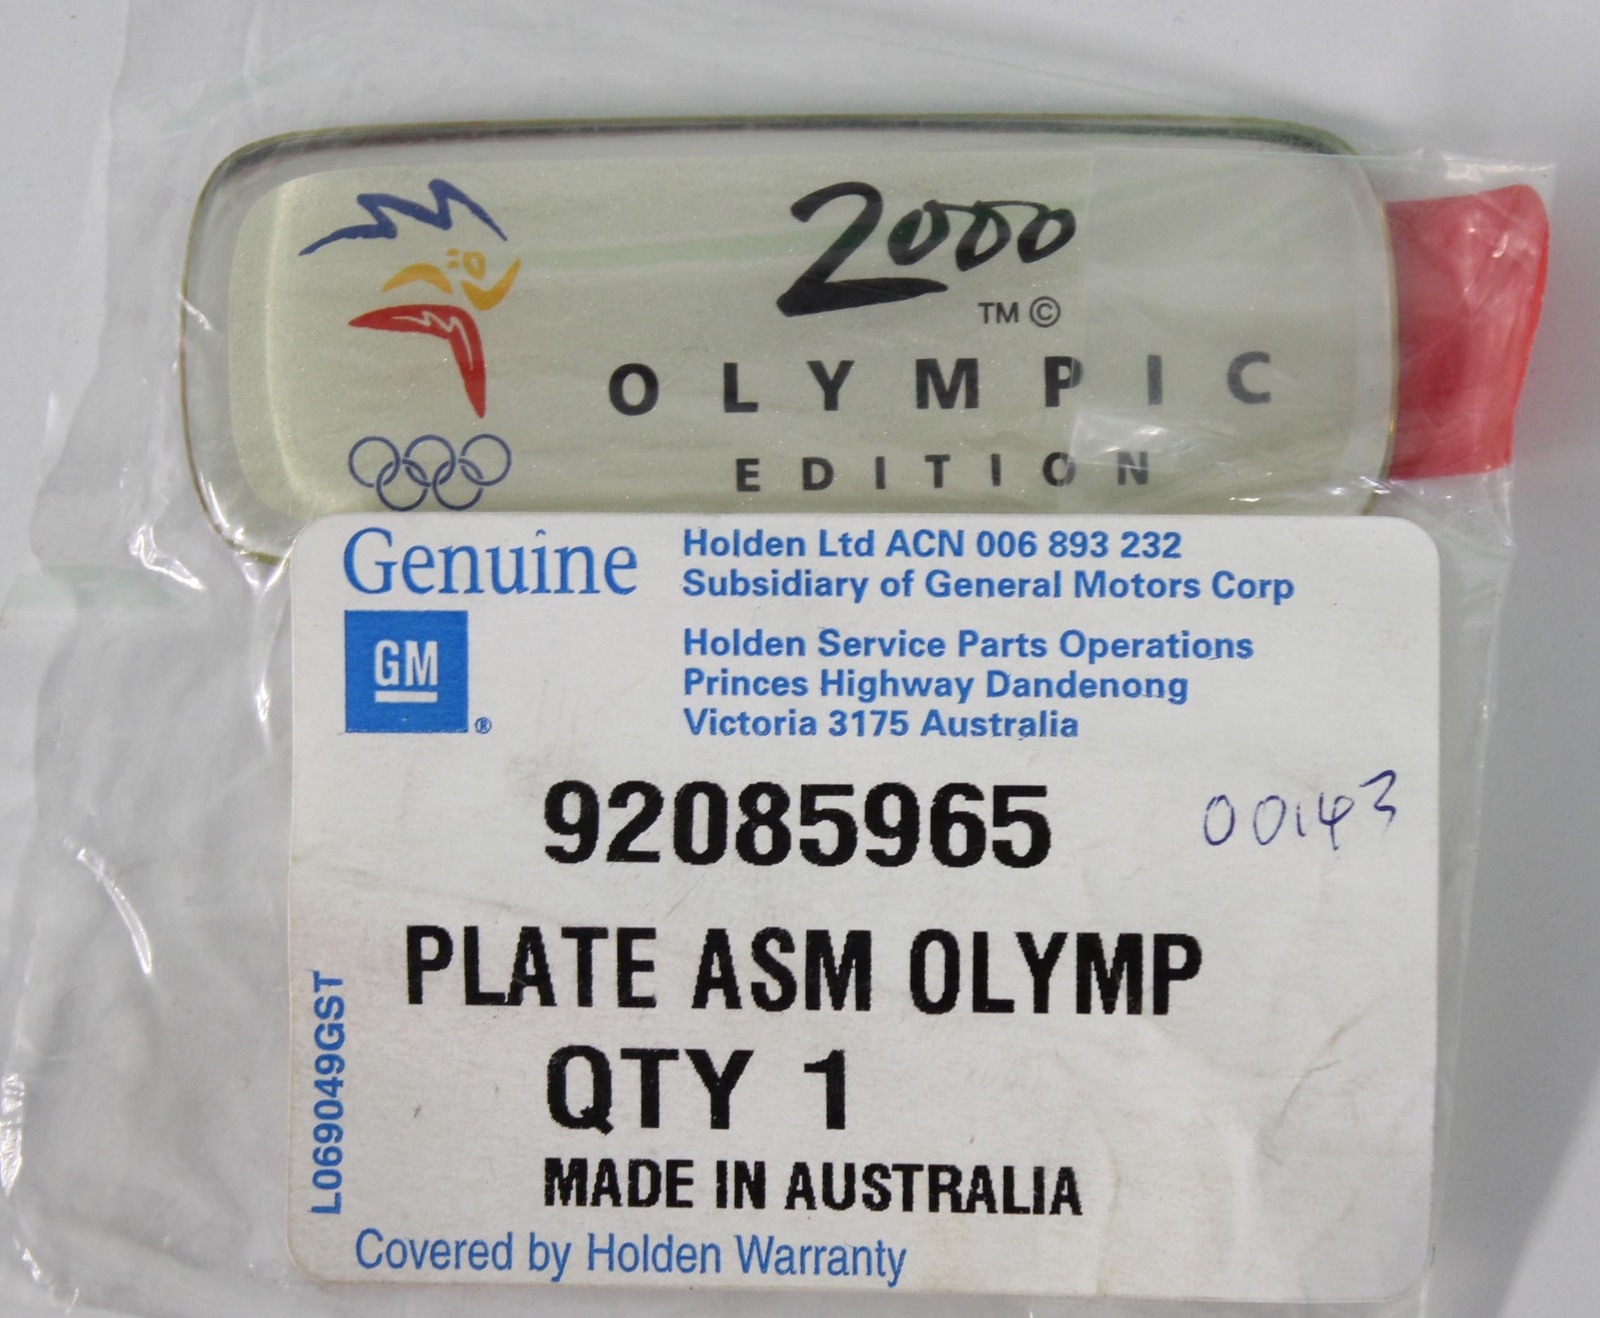 2000
TM ©
OLYMPIC
EDITION
Genuine
GM
®
Holden Ltd ACN 006 893 232
Subsidiary of General Motors Corp
Holden Service Parts Operations
Princes Highway Dandenong
Victoria 3175 Australia
92085965
00143
PLATE ASM OLYMP
QTY 1
MADE IN AUSTRALIA
L069049GST
Covered by Holden Warranty